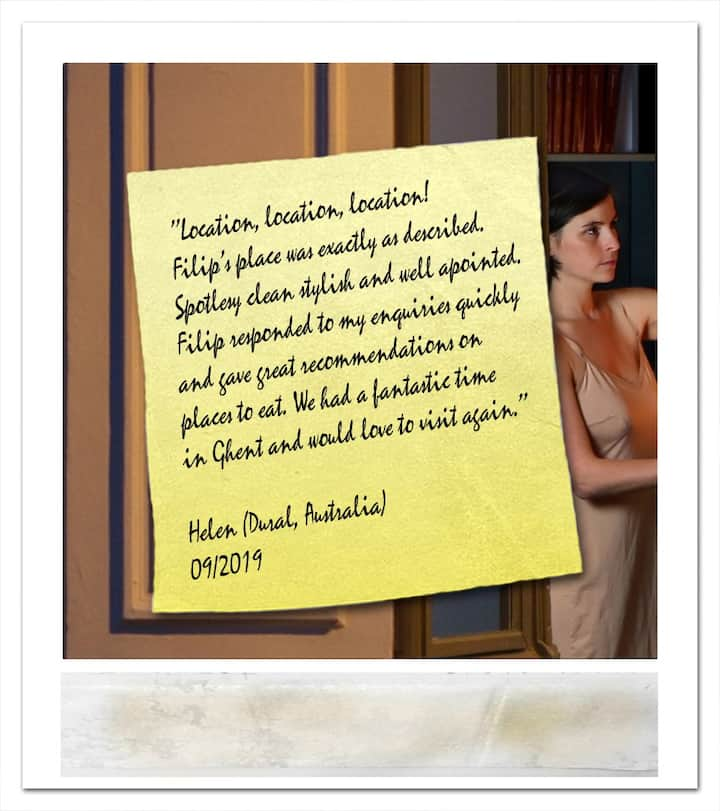 "Location, location, location!
Filip's place was exactly as described.
Spotlesy clean stylish and well apointed.
Filip responded to my enquiries quickly
and gave great recommendations on
places to eat. We had a fantastic time
in Ghent and would love to visit again."
Helen (Dural, Australia)
09/2019